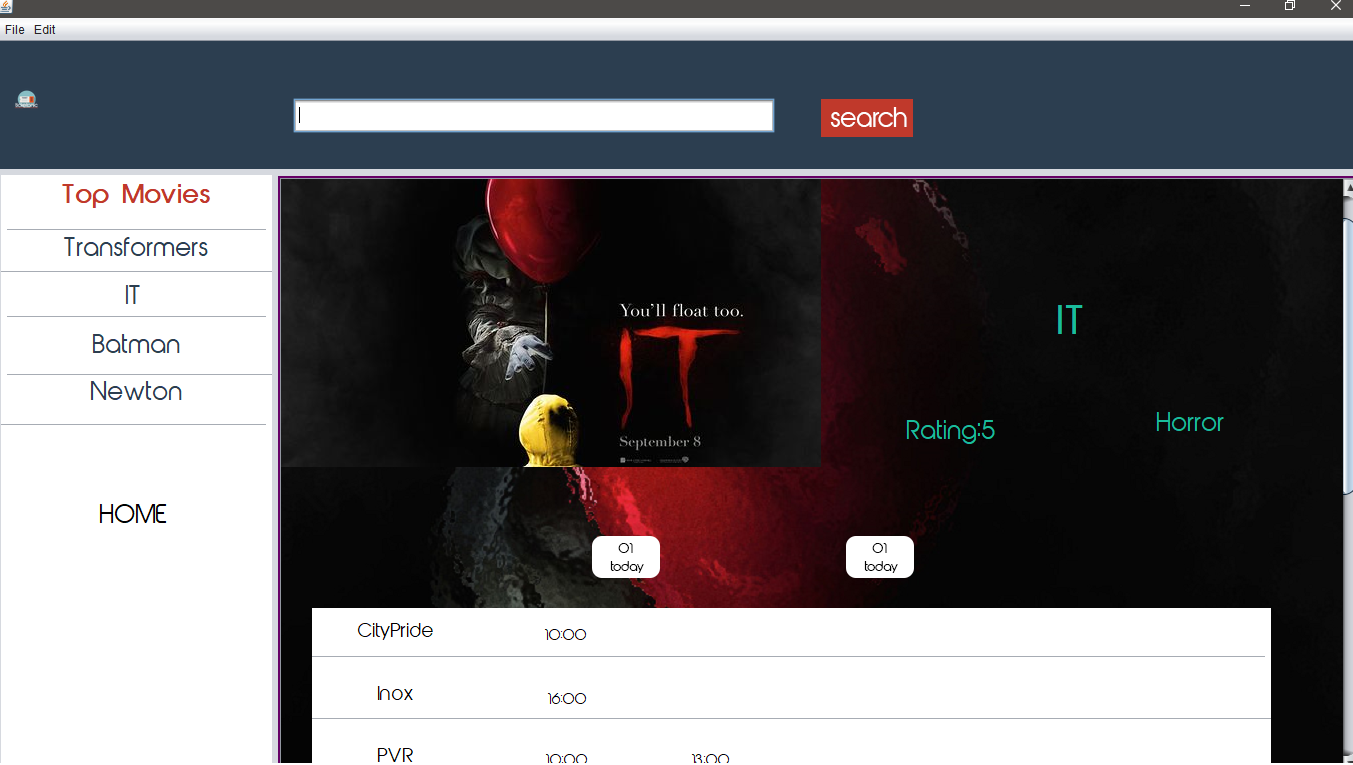 File Edit
search
Top Movies
Transformers
IT
Batman
Newton
HOME
You'll float too.
IT
September 8
IT
Rating:5
Horror
01
today
01
today
CityPride 10:00
Inox 16:00
PVR 10:00 13:00